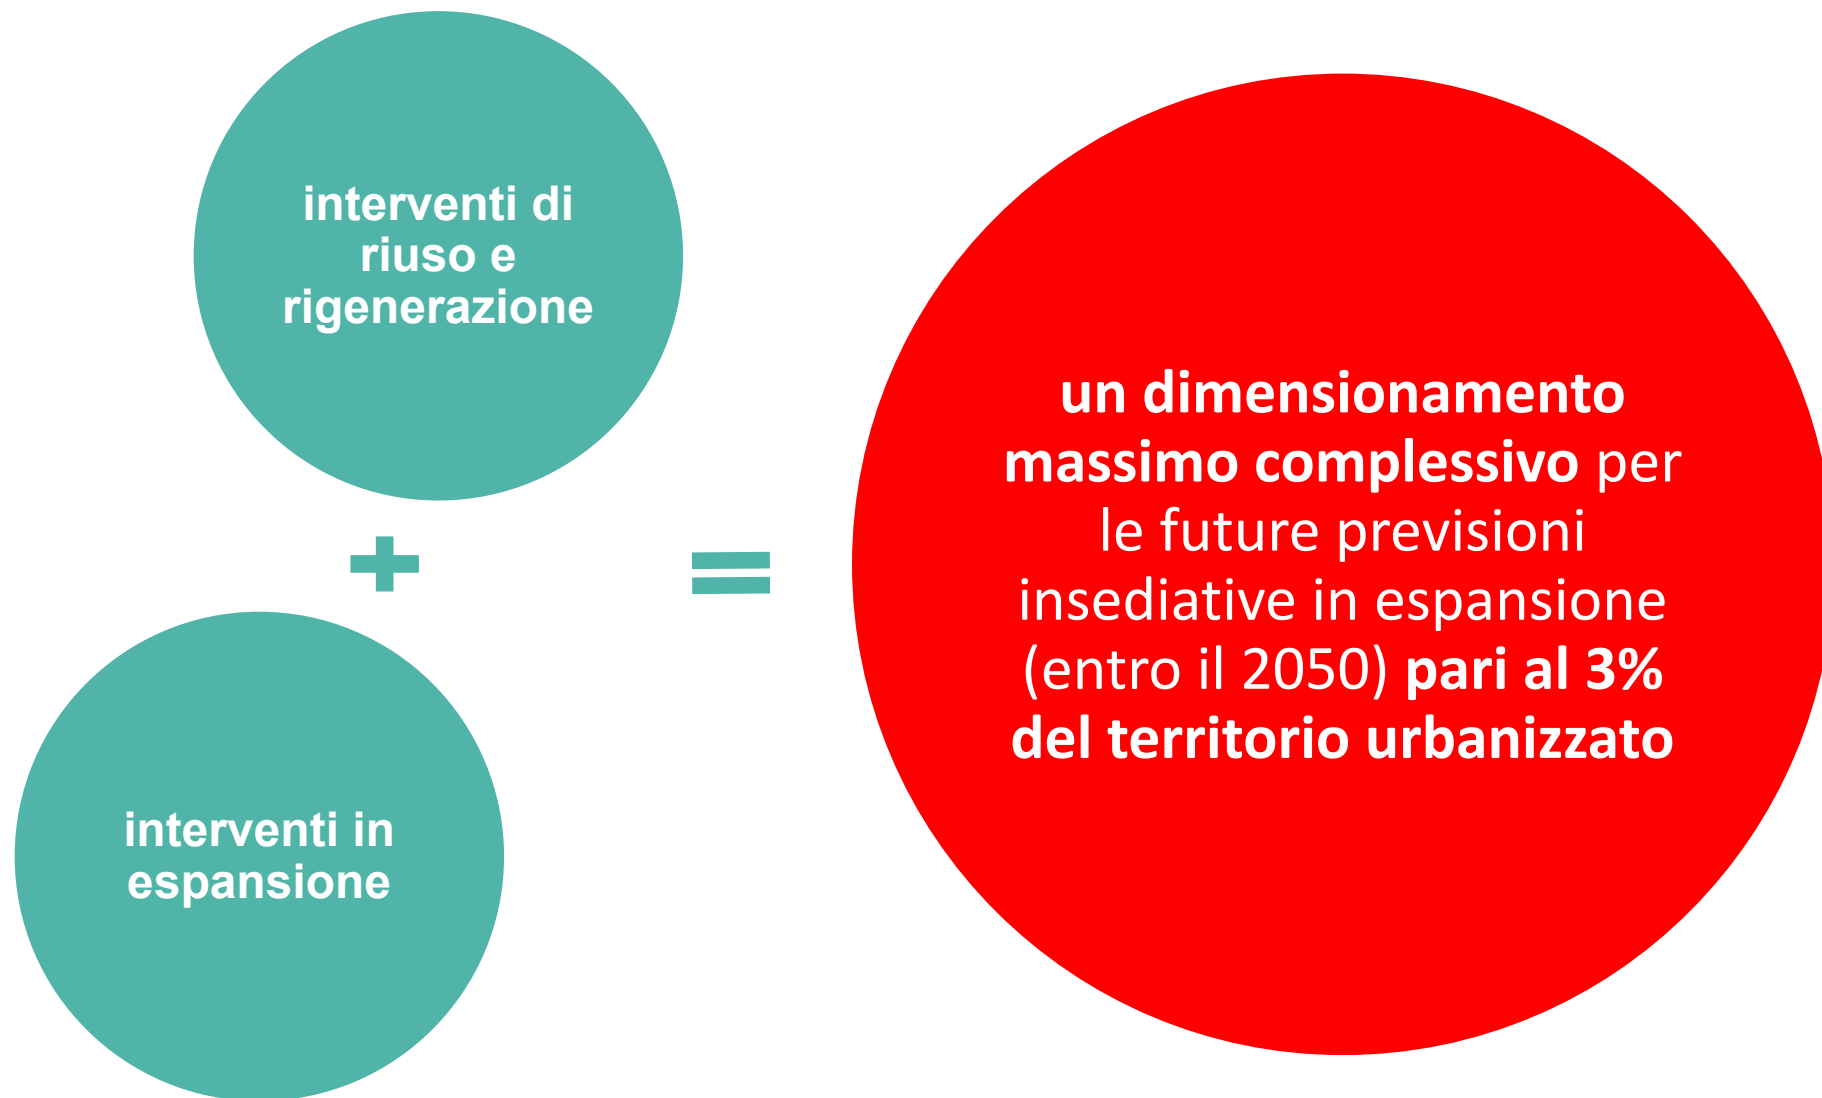 interventi di
riuso e
rigenerazione
+
interventi in
espansione
=
un dimensionamento
massimo complessivo per
le future previsioni
insediative in espansione
(entro il 2050) pari al 3%
del territorio urbanizzato